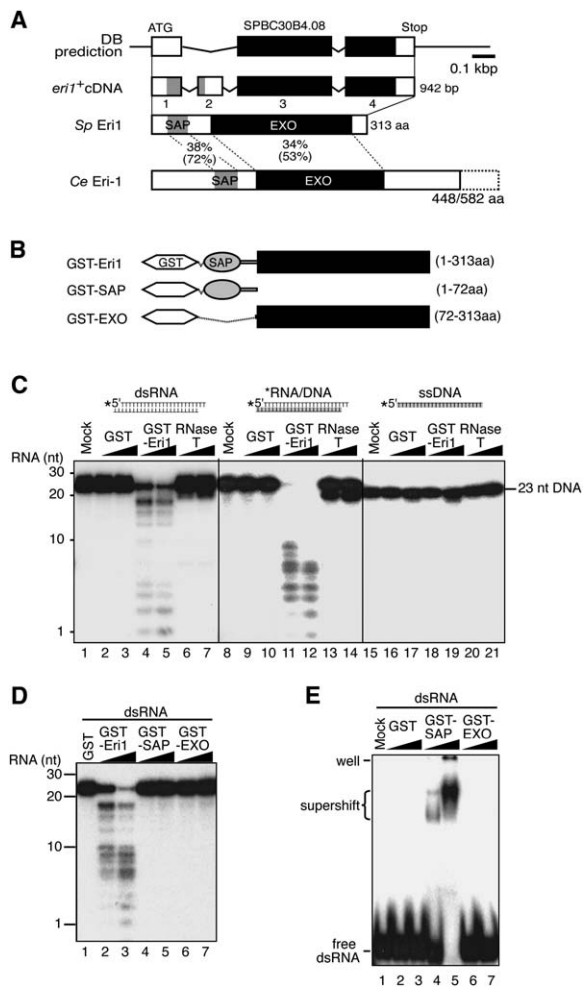 A
ATG SPBC30B4.08 Stop
DB
prediction
0.1 kbp
eri1+cDNA
942 bp
1 2 3 4
Sp Eri1 SAP EXO 313 aa
38% 34%
(72%) (53%)
Ce Eri-1 SAP EXO
448/582 aa
B
GST-Eri1 GST SAP (1-313aa)
GST-SAP (1-72aa)
GST-EXO (72-313aa)
C
dsRNA *RNA/DNA ssDNA
*5' *5' *5'
Mock GST GST-Eri1 RNase T Mock GST GST-Eri1 RNase T Mock GST GST-Eri1 RNase T
RNA (nt)
30
20
10
1
23 nt DNA
1 2 3 4 5 6 7 8 9 10 11 12 13 14 15 16 17 18 19 20 21
D
dsRNA
GST GST-Eri1 GST-SAP GST-EXO
RNA (nt)
30
20
10
1
1 2 3 4 5 6 7
E
dsRNA
Mock GST GST-SAP GST-EXO
well
supershift
free
dsRNA
1 2 3 4 5 6 7